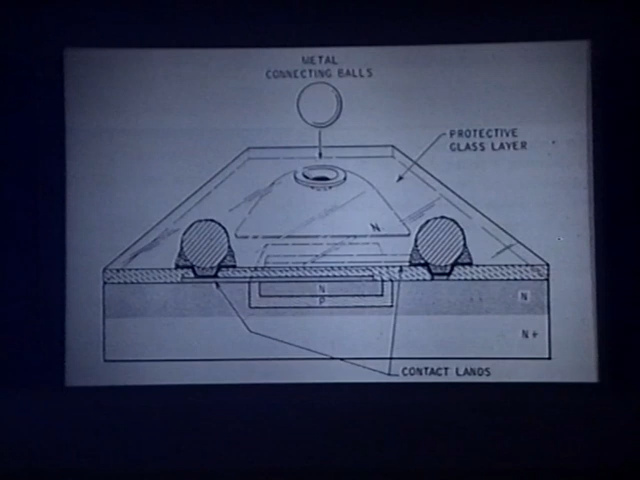 METAL
CONNECTING BALLS
PROTECTIVE
GLASS LAYER
N
N
P
N
N+
CONTACT LANDS